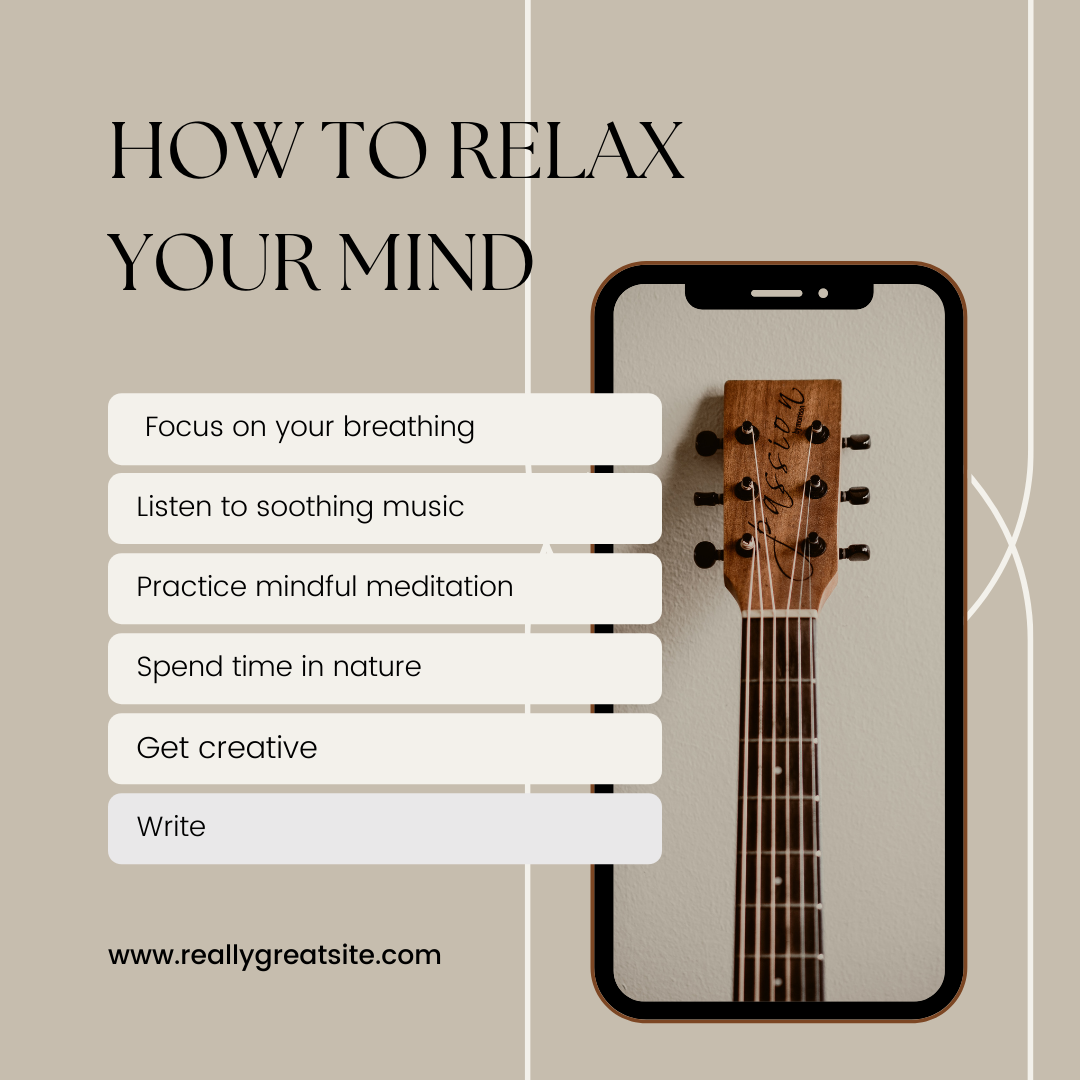 HOW TO RELAX
YOUR MIND
Focus on your breathing
Listen to soothing music
Practice mindful meditation
Spend time in nature
Get creative
Write
www.reallygreatsite.com
passion